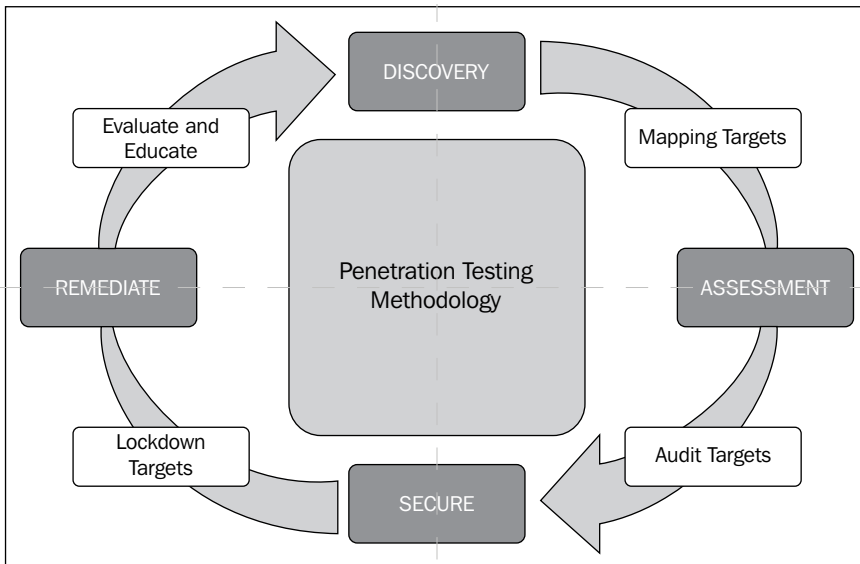 DISCOVERY
Evaluate and
Educate
Mapping Targets
Penetration Testing
Methodology
REMEDIATE
ASSESSMENT
Lockdown
Targets
Audit Targets
SECURE